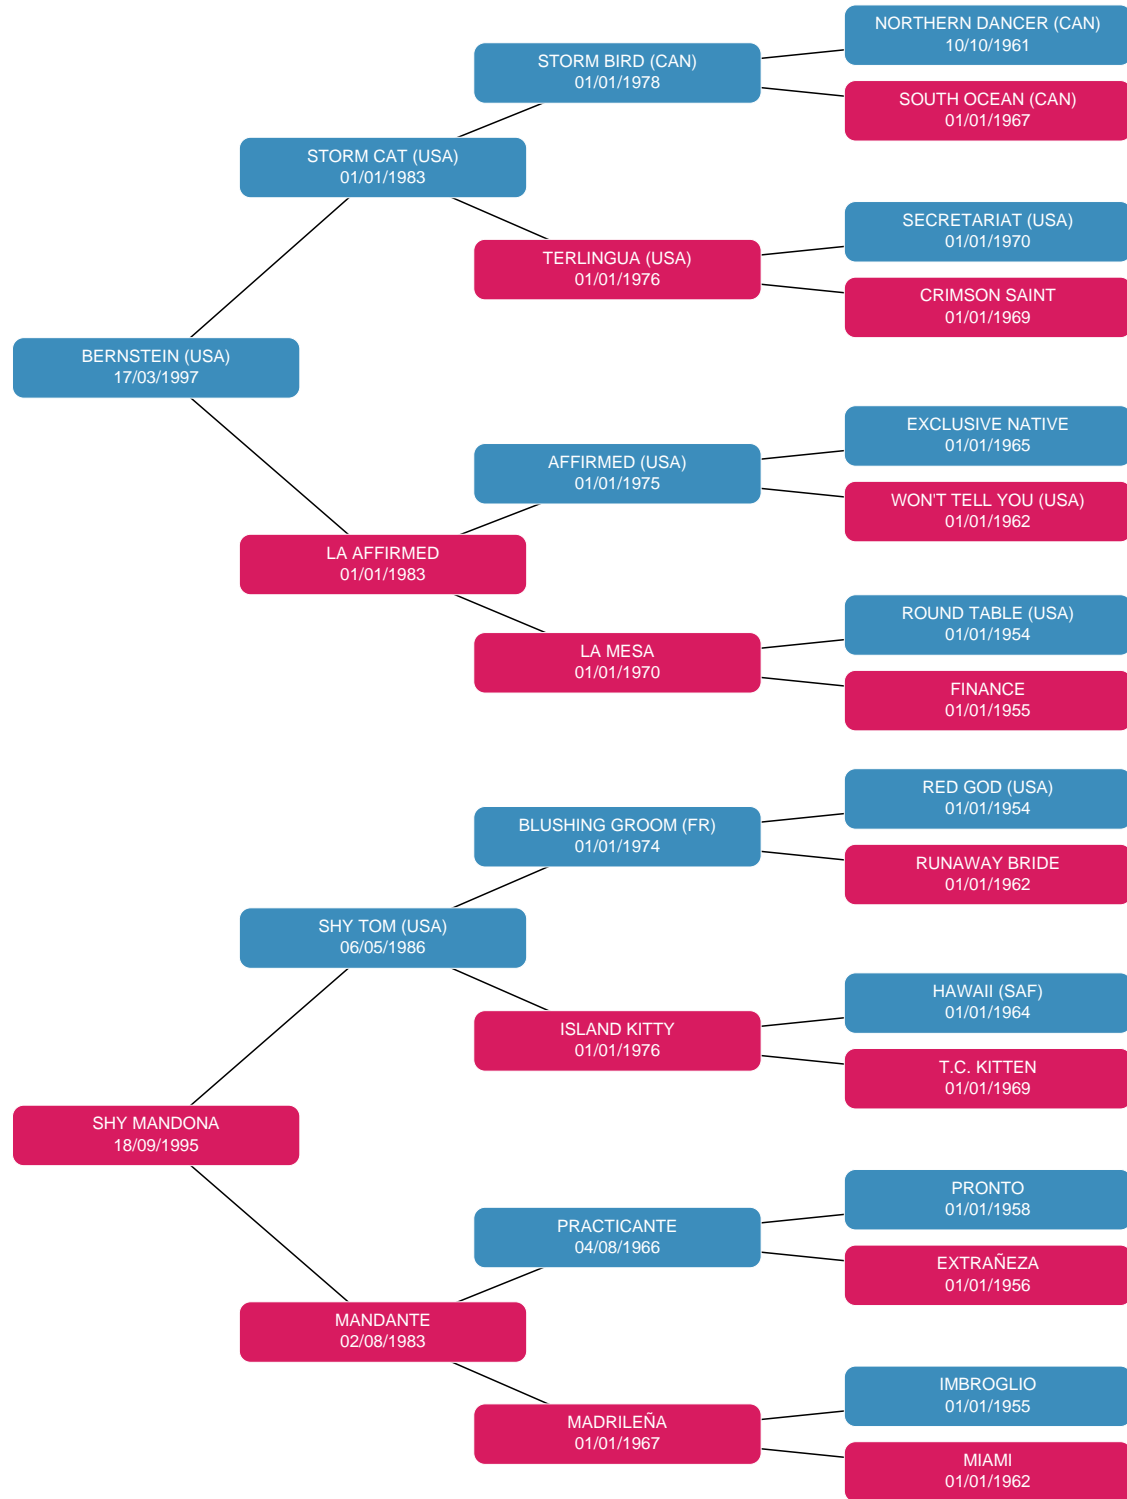 NORTHERN DANCER (CAN)
10/10/1961
STORM BIRD (CAN)
01/01/1978
SOUTH OCEAN (CAN)
01/01/1967
STORM CAT (USA)
01/01/1983
SECRETARIAT (USA)
01/01/1970
TERLINGUA (USA)
01/01/1976
CRIMSON SAINT
01/01/1969
BERNSTEIN (USA)
17/03/1997
EXCLUSIVE NATIVE
01/01/1965
AFFIRMED (USA)
01/01/1975
WON'T TELL YOU (USA)
01/01/1962
LA AFFIRMED
01/01/1983
ROUND TABLE (USA)
01/01/1954
LA MESA
01/01/1970
FINANCE
01/01/1955
RED GOD (USA)
01/01/1954
BLUSHING GROOM (FR)
01/01/1974
RUNAWAY BRIDE
01/01/1962
SHY TOM (USA)
06/05/1986
HAWAII (SAF)
01/01/1964
ISLAND KITTY
01/01/1976
T.C. KITTEN
01/01/1969
SHY MANDONA
18/09/1995
PRONTO
01/01/1958
PRACTICANTE
04/08/1966
EXTRAÑEZA
01/01/1956
MANDANTE
02/08/1983
IMBROGLIO
01/01/1955
MADRILEÑA
01/01/1967
MIAMI
01/01/1962